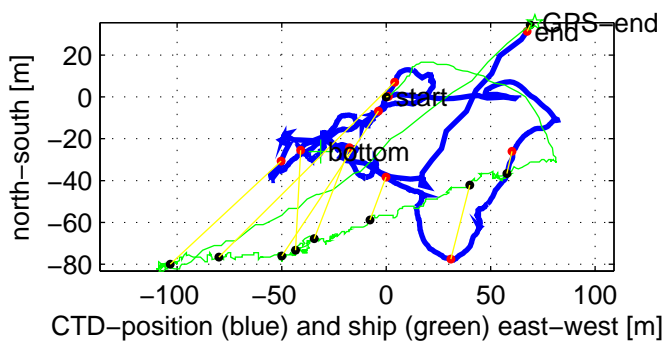 GPS−end
end
20
0
start
−20
bottom
−40
−60
−80
north−south [m]
−100
−50
0
50
100
CTD−position (blue) and ship (green) east−west [m]